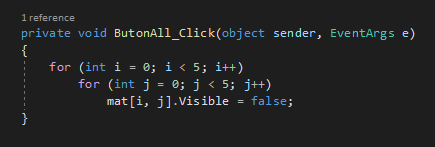 1 reference
private void ButonAll_Click(object sender, EventArgs e)
{
for (int i = 0; i < 5; i++)
for (int j = 0; j < 5; j++)
mat[i, j].Visible = false;
}